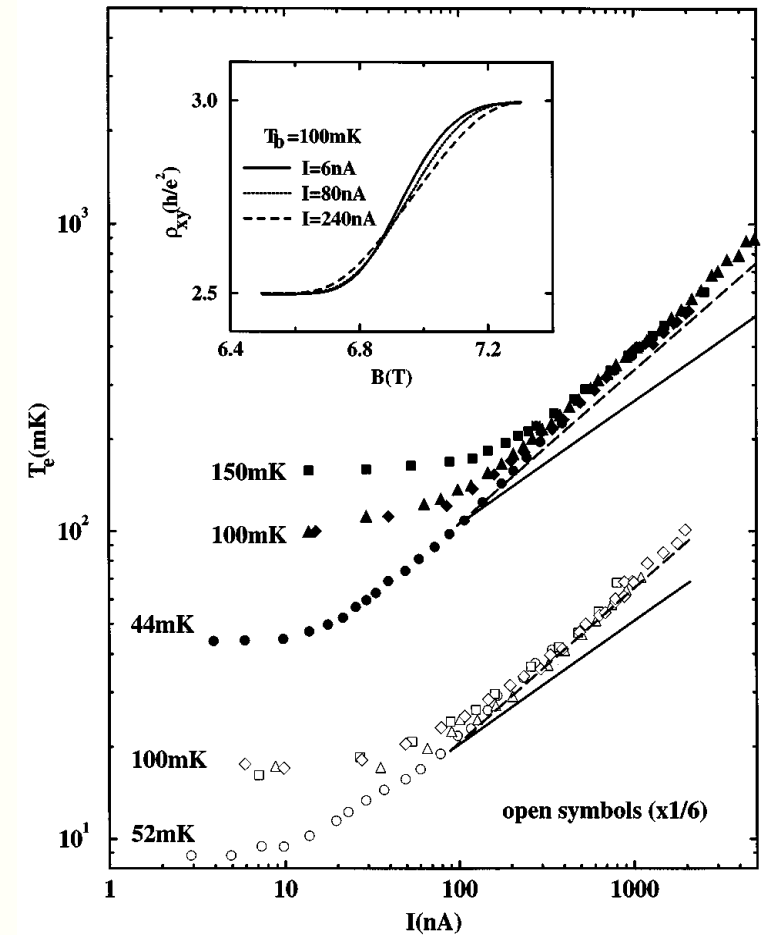 3.0
T_b=100mK
I=6nA
I=80nA
I=240nA
ρ_xy(h/e²)
2.5
6.4
6.8
7.2
B(T)
10³
T_e(mK)
150mK
100mK
10²
44mK
100mK
52mK
open symbols (x1/6)
10¹
1
10
100
1000
I(nA)